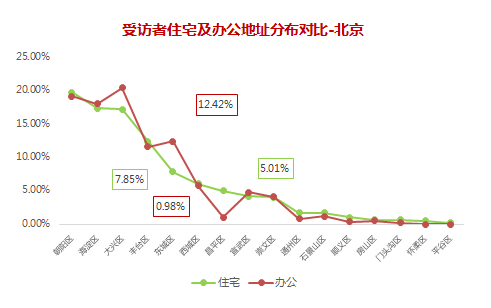 受访者住宅及办公地址分布对比-北京
25.00%
20.00%
15.00%
10.00%
5.00%
0.00%
12.42%
7.85%
5.01%
0.98%
朝阳区
海淀区
大兴区
丰台区
东城区
西城区
昌平区
宣武区
崇文区
通州区
石景山区
顺义区
房山区
门头沟区
怀柔区
平谷区
住宅
办公